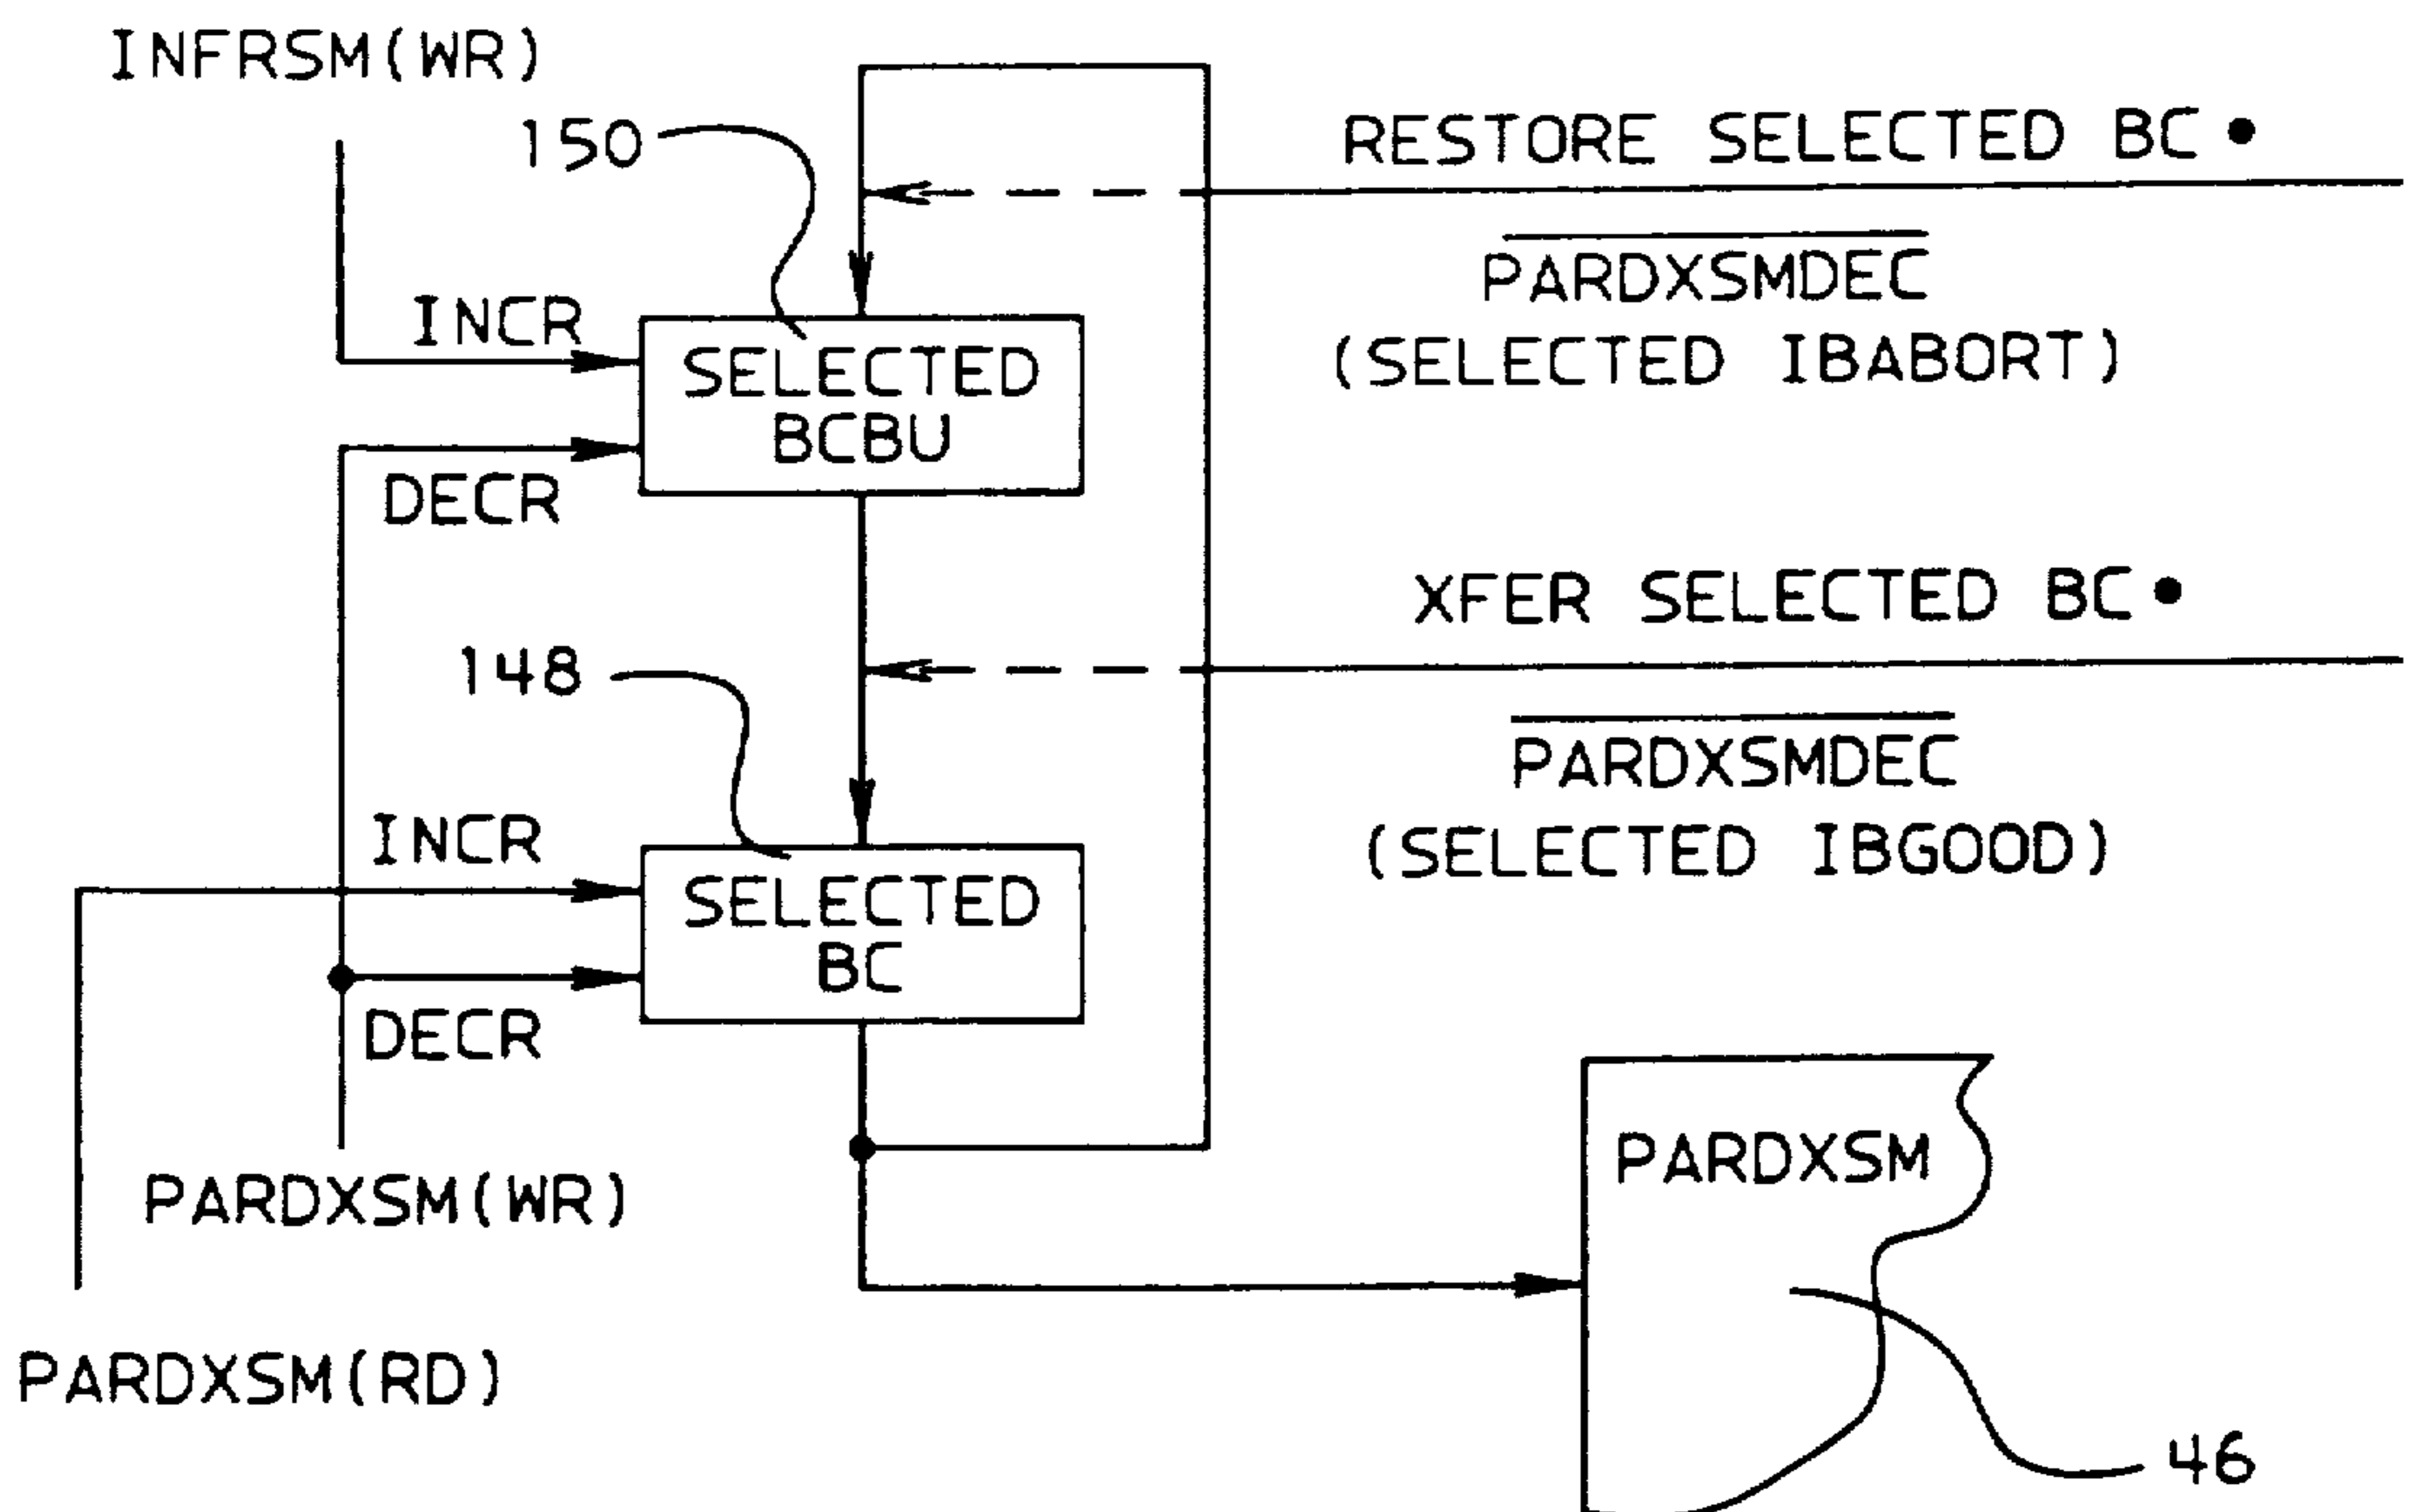 INFRSM(WR)
150
RESTORE SELECTED BC •
PARDXSMDEC
(SELECTED IBABORT)
INCR
SELECTED
BCBU
DECR
XFER SELECTED BC •
148
PARDXSMDEC
(SELECTED IBGOOD)
INCR
SELECTED
BC
DECR
PARDXSM
PARDXSM(WR)
PARDXSM(RD)
46